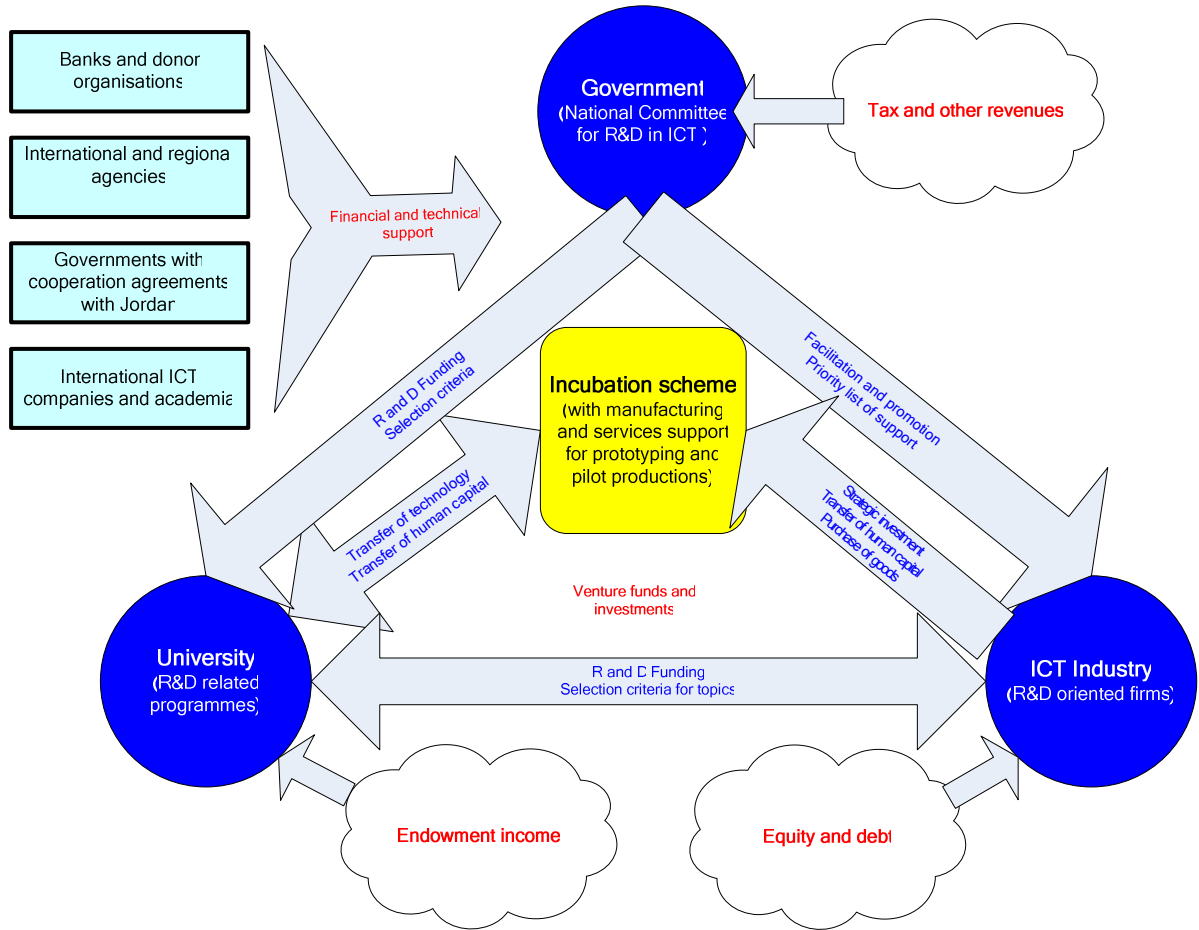 Banks and donor
organisations
International and regional
agencies
Governments with
cooperation agreements
with Jordan
International ICT
companies and academia
Financial and technical
support
Government
(National Committee
for R&D in ICT )
Tax and other revenues
R and D Funding
Selection criteria
Facilitation and promotion
Priority list of support
Incubation scheme
(with manufacturing
and services support
for prototyping and
pilot productions)
Transfer of technology
Transfer of human capital
Strategic investment
Transfer of human capital
Purchase of goods
Venture funds and
investments
University
(R&D related
programmes)
R and D Funding
Selection criteria for topics
ICT Industry
(R&D oriented firms)
Endowment income
Equity and debt